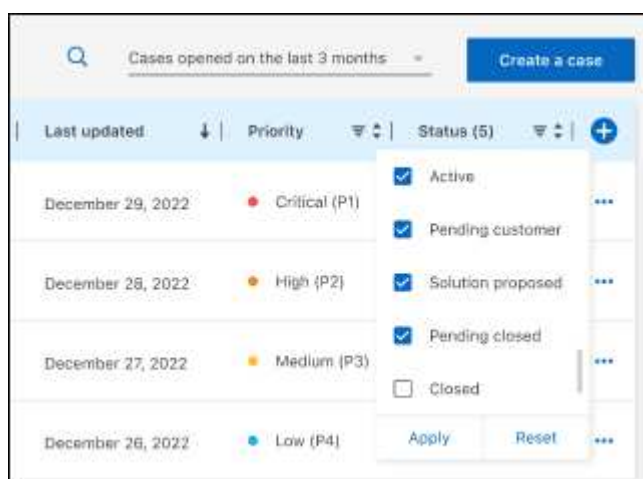 Cases opened on the last 3 months
Create a case
Last updated
Priority
Status (5)
Active
December 29, 2022
Critical (P1)
Pending customer
December 28, 2022
High (P2)
Solution proposed
Pending closed
December 27, 2022
Medium (P3)
Closed
December 26, 2022
Low (P4)
Apply
Reset